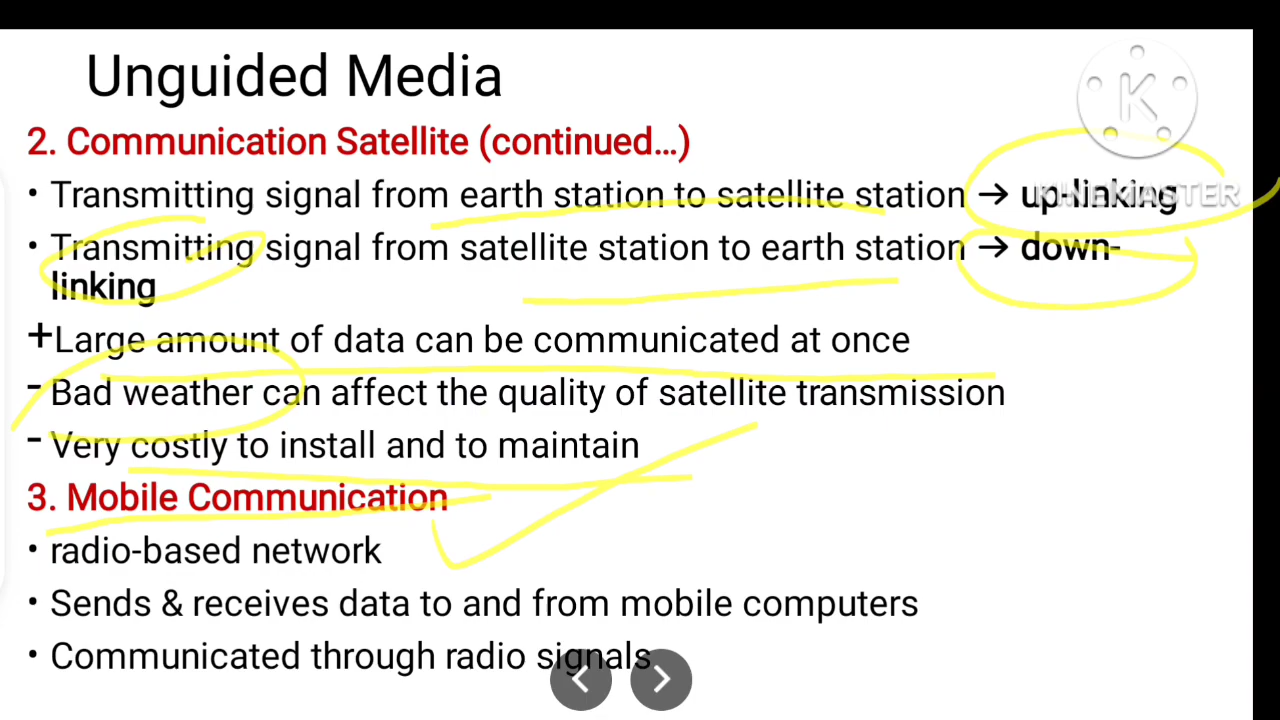 Unguided Media
2. Communication Satellite (continued...)
• Transmitting signal from earth station to satellite station → up-linking
KINEMASTER
• Transmitting signal from satellite station to earth station → down-
linking
+Large amount of data can be communicated at once
- Bad weather can affect the quality of satellite transmission
- Very costly to install and to maintain
3. Mobile Communication
• radio-based network
• Sends & receives data to and from mobile computers
• Communicated through radio signals